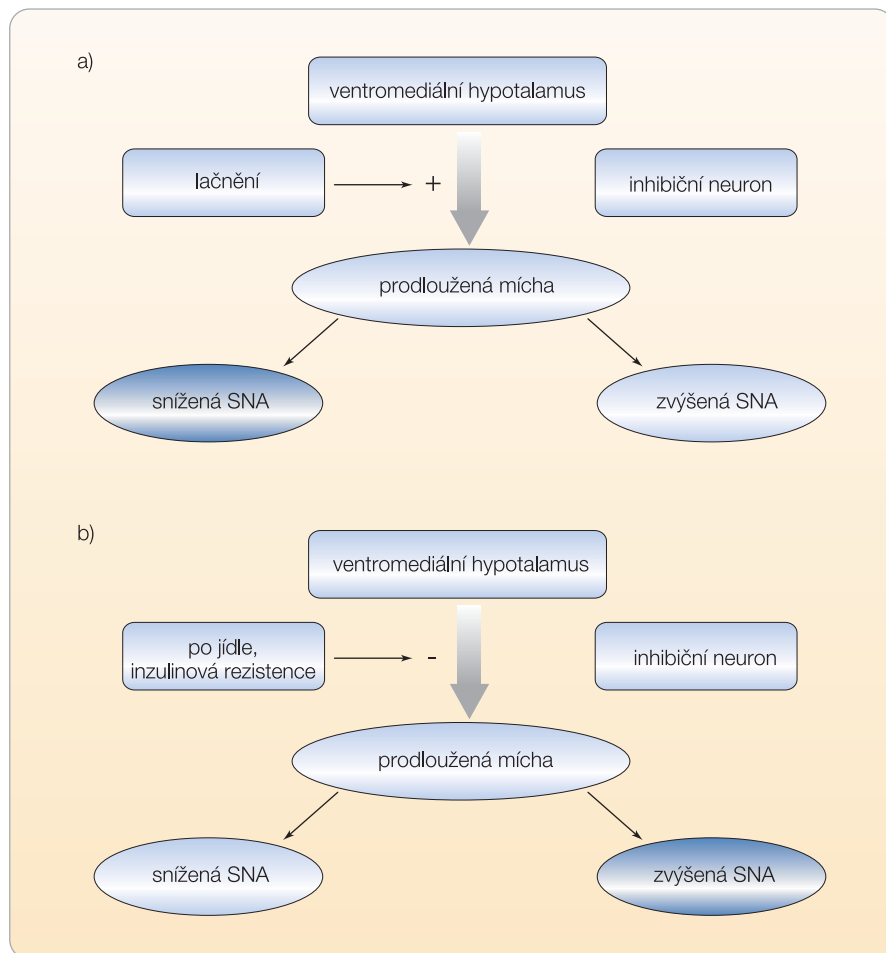 a)
ventromediální hypotalamus
lačnění
+
inhibiční neuron
prodloužená mícha
snížená SNA
zvýšená SNA
b)
ventromediální hypotalamus
po jídle,
inzulinová rezistence
-
inhibiční neuron
prodloužená mícha
snížená SNA
zvýšená SNA